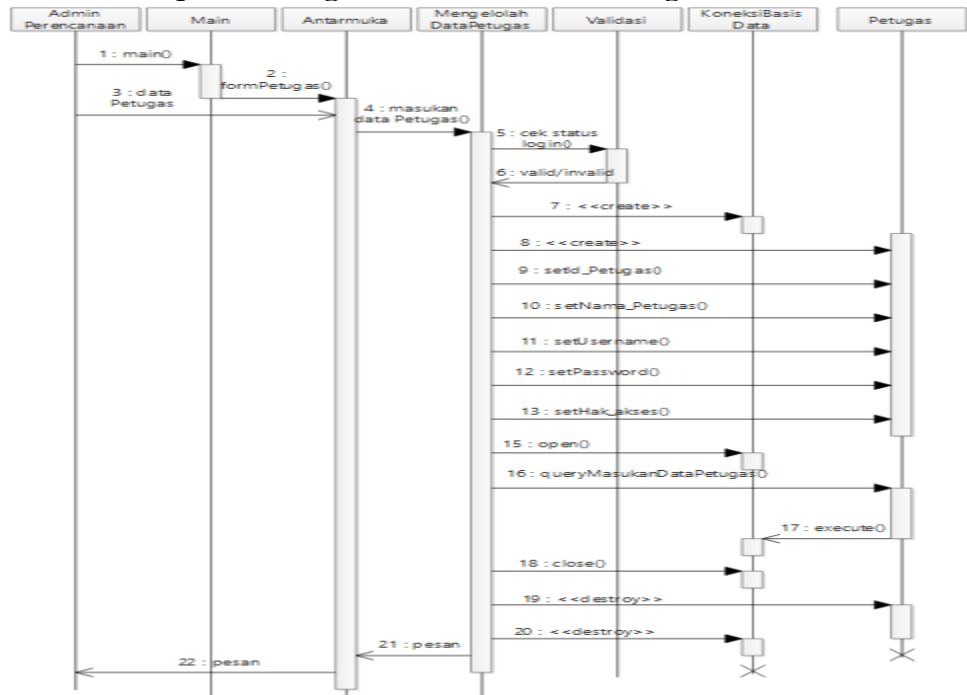 Admin
Perencanaan
Main
Antarmuka
Mengelolah
DataPetugas
Validasi
KoneksiBasis
Data
Petugas
1 : main()
2 :
formPetugas()
3 : data
Petugas
4 : masukan
data Petugas()
5 : cek status
login()
6 : valid/invalid
7 : <<create>>
8 : <<create>>
9 : setId_Petugas()
10 : setNama_Petugas()
11 : setUsername()
12 : setPassword()
13 : setHak_akses()
15 : open()
16 : queryMasukanDataPetugas()
17 : execute()
18 : close()
19 : <<destroy>>
20 : <<destroy>>
21 : pesan
22 : pesan